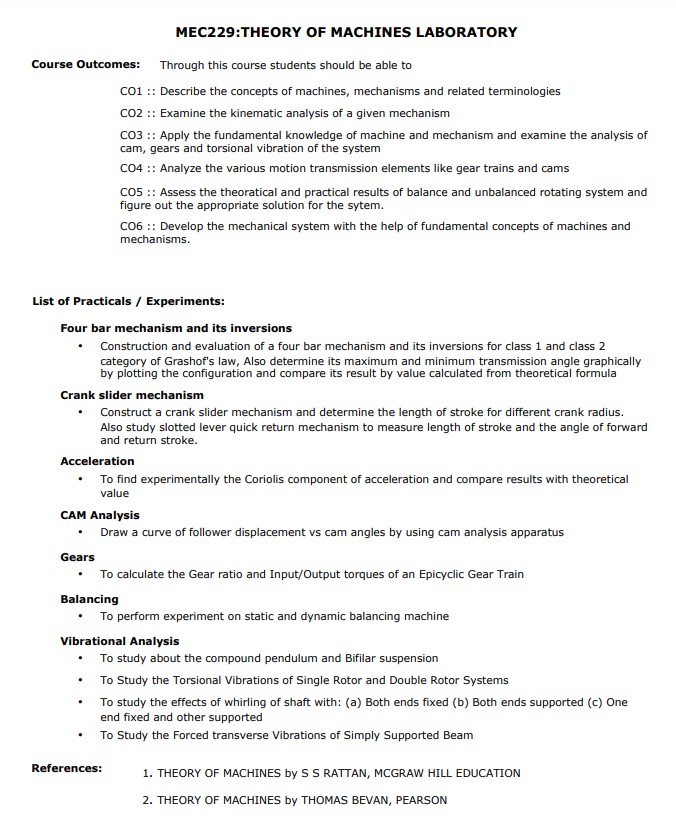 MEC229:THEORY OF MACHINES LABORATORY
Course Outcomes: Through this course students should be able to
CO1 :: Describe the concepts of machines, mechanisms and related terminologies
CO2 :: Examine the kinematic analysis of a given mechanism
CO3 :: Apply the fundamental knowledge of machine and mechanism and examine the analysis of
cam, gears and torsional vibration of the system
CO4 :: Analyze the various motion transmission elements like gear trains and cams
CO5 :: Assess the theoratical and practical results of balance and unbalanced rotating system and
figure out the appropriate solution for the sytem.
CO6 :: Develop the mechanical system with the help of fundamental concepts of machines and
mechanisms.
List of Practicals / Experiments:
Four bar mechanism and its inversions
• Construction and evaluation of a four bar mechanism and its inversions for class 1 and class 2
category of Grashof's law, Also determine its maximum and minimum transmission angle graphically
by plotting the configuration and compare its result by value calculated from theoretical formula
Crank slider mechanism
• Construct a crank slider mechanism and determine the length of stroke for different crank radius.
Also study slotted lever quick return mechanism to measure length of stroke and the angle of forward
and return stroke.
Acceleration
• To find experimentally the Coriolis component of acceleration and compare results with theoretical
value
CAM Analysis
• Draw a curve of follower displacement vs cam angles by using cam analysis apparatus
Gears
• To calculate the Gear ratio and Input/Output torques of an Epicyclic Gear Train
Balancing
• To perform experiment on static and dynamic balancing machine
Vibrational Analysis
• To study about the compound pendulum and Bifilar suspension
• To Study the Torsional Vibrations of Single Rotor and Double Rotor Systems
• To study the effects of whirling of shaft with: (a) Both ends fixed (b) Both ends supported (c) One
end fixed and other supported
• To Study the Forced transverse Vibrations of Simply Supported Beam
References:
1. THEORY OF MACHINES by S S RATTAN, MCGRAW HILL EDUCATION
2. THEORY OF MACHINES by THOMAS BEVAN, PEARSON